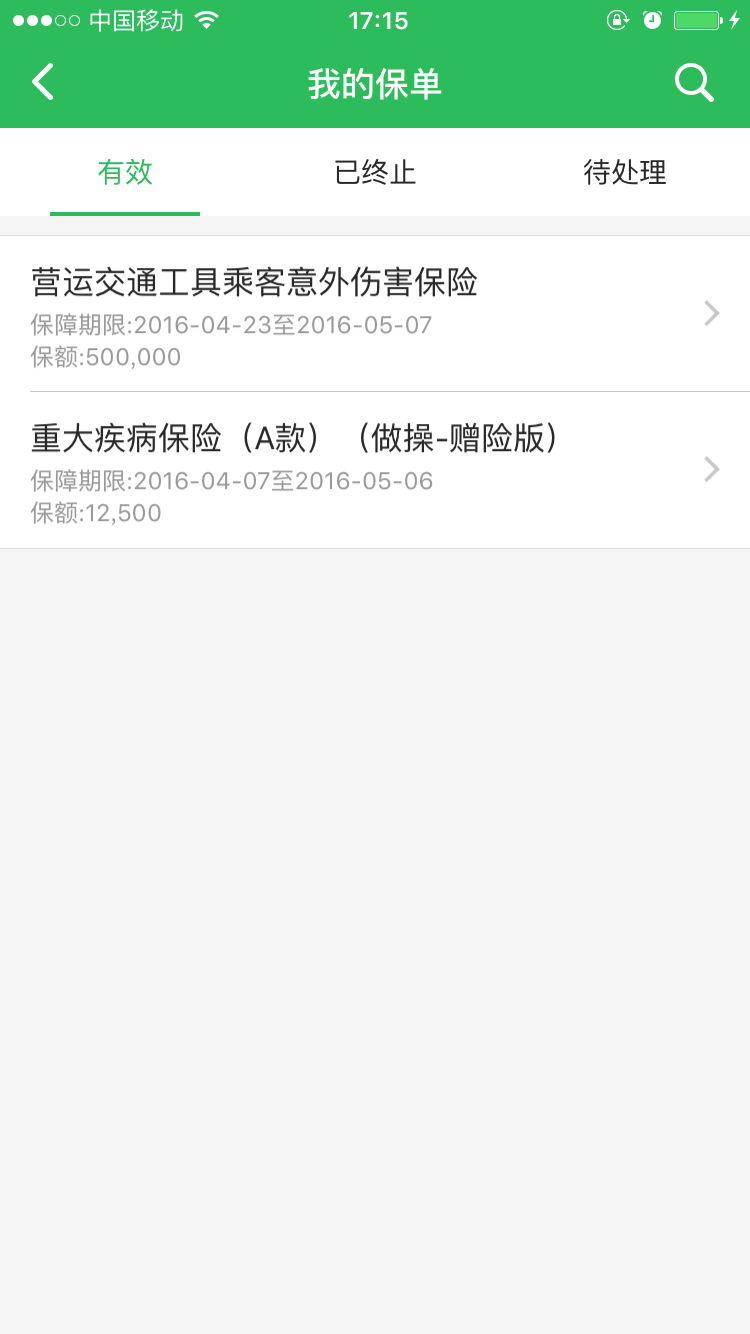 中国移动
17:15
我的保单
有效
已终止
待处理
营运交通工具乘客意外伤害保险
保障期限:2016-04-23至2016-05-07
保额:500,000
重大疾病保险（A款）（做操-赠险版）
保障期限:2016-04-07至2016-05-06
保额:12,500